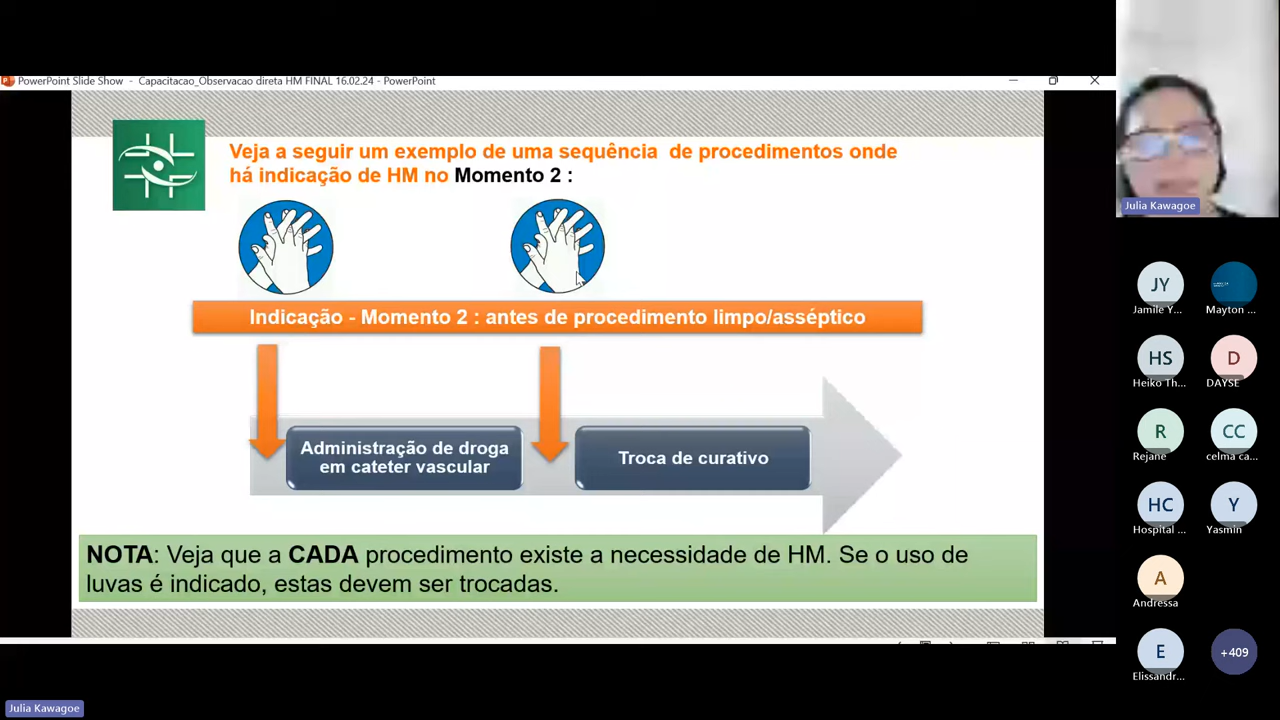 PowerPoint Slide Show - Capacitacao_Observacao direta HM FINAL 16.02.24 - PowerPoint
Veja a seguir um exemplo de uma sequência de procedimentos onde
há indicação de HM no Momento 2 :
Indicação - Momento 2 : antes de procedimento limpo/asséptico
Administração de droga
em cateter vascular
Troca de curativo
NOTA: Veja que a CADA procedimento existe a necessidade de HM. Se o uso de
luvas é indicado, estas devem ser trocadas.
Julia Kawagoe
JY
Jamile Y...
Mayton ...
HS
Heiko Th...
D
DAYSE
R
Rejane
CC
celma ca...
HC
Hospital ...
Y
Yasmin
A
Andressa
E
Elissandr...
+409
Julia Kawagoe